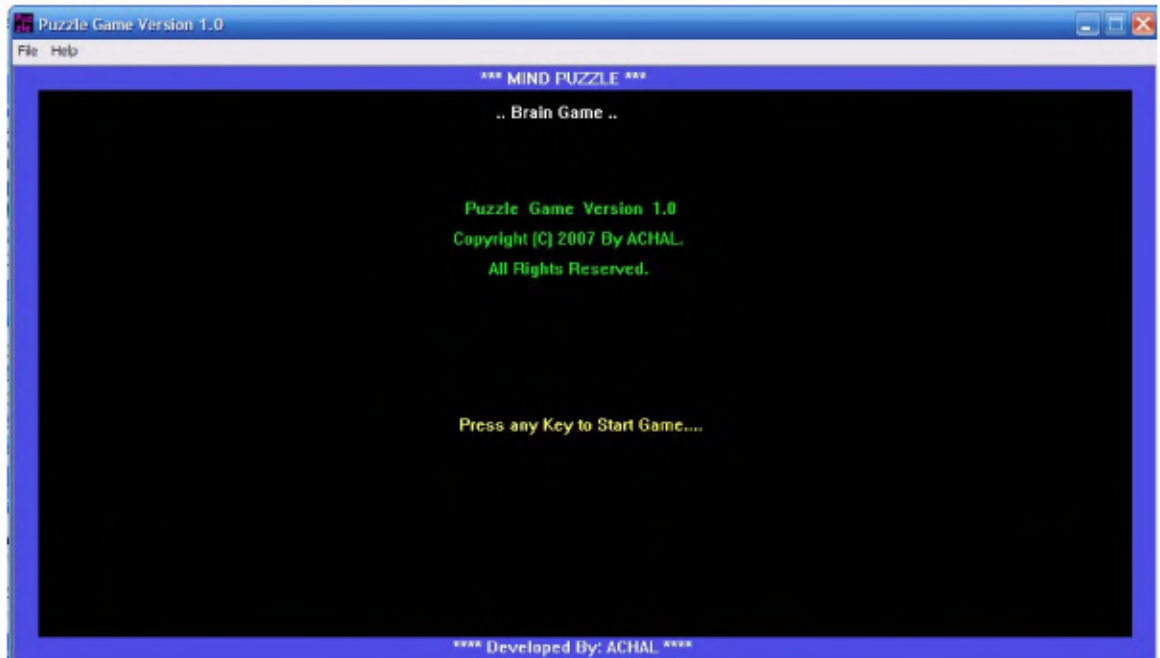 Puzzle Game Version 1.0
File Help
*** MIND PUZZLE ***
.. Brain Game ..
Puzzle Game Version 1.0
Copyright (C) 2007 By ACHAL.
All Rights Reserved.
Press any Key to Start Game....
**** Developed By: ACHAL ****